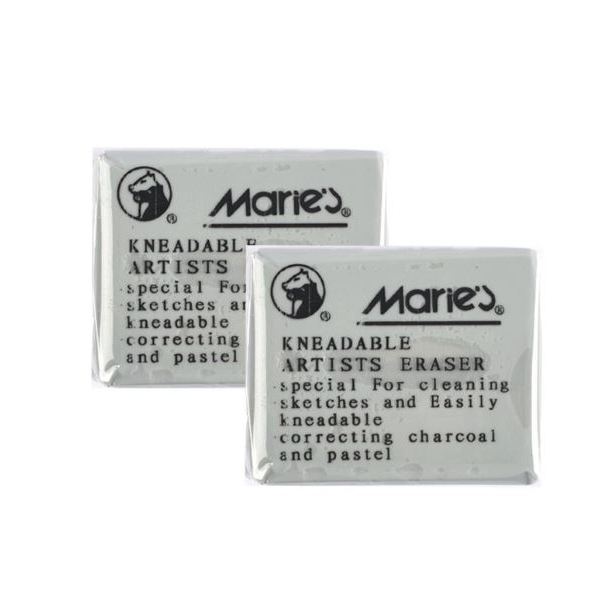 Marie's®
®
KNEADABLE
ARTISTS
special For
sketches an
kneadable
correcting
and pastel
Marie's®
®
KNEADABLE
ARTISTS ERASER
special For cleaning
sketches and Easily
kneadable
correcting charcoal
and pastel